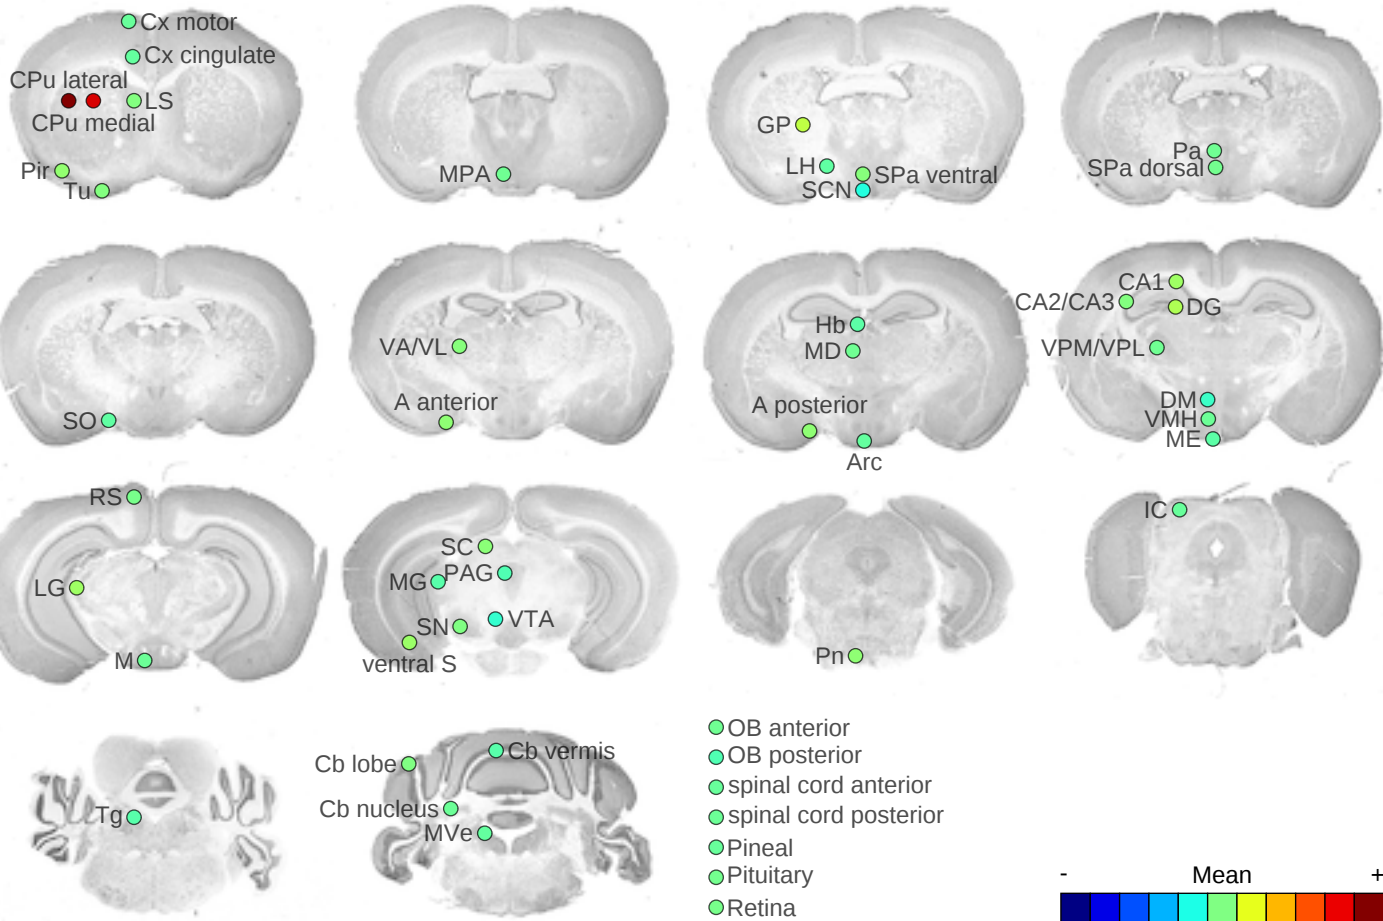 Cx motor
Cx cingulate
CPu lateral
LS
CPu medial
Pir
Tu
MPA
GP
LH
SPa ventral
SCN
Pa
SPa dorsal
SO
VA/VL
A anterior
Hb
MD
A posterior
Arc
CA1
CA2/CA3
DG
VPM/VPL
DM
VMH
ME
RS
LG
M
SC
MG
PAG
SN
VTA
ventral S
Pn
IC
Tg
Cb lobe
Cb vermis
Cb nucleus
MVe
OB anterior
OB posterior
spinal cord anterior
spinal cord posterior
Pineal
Pituitary
Retina
- Mean +